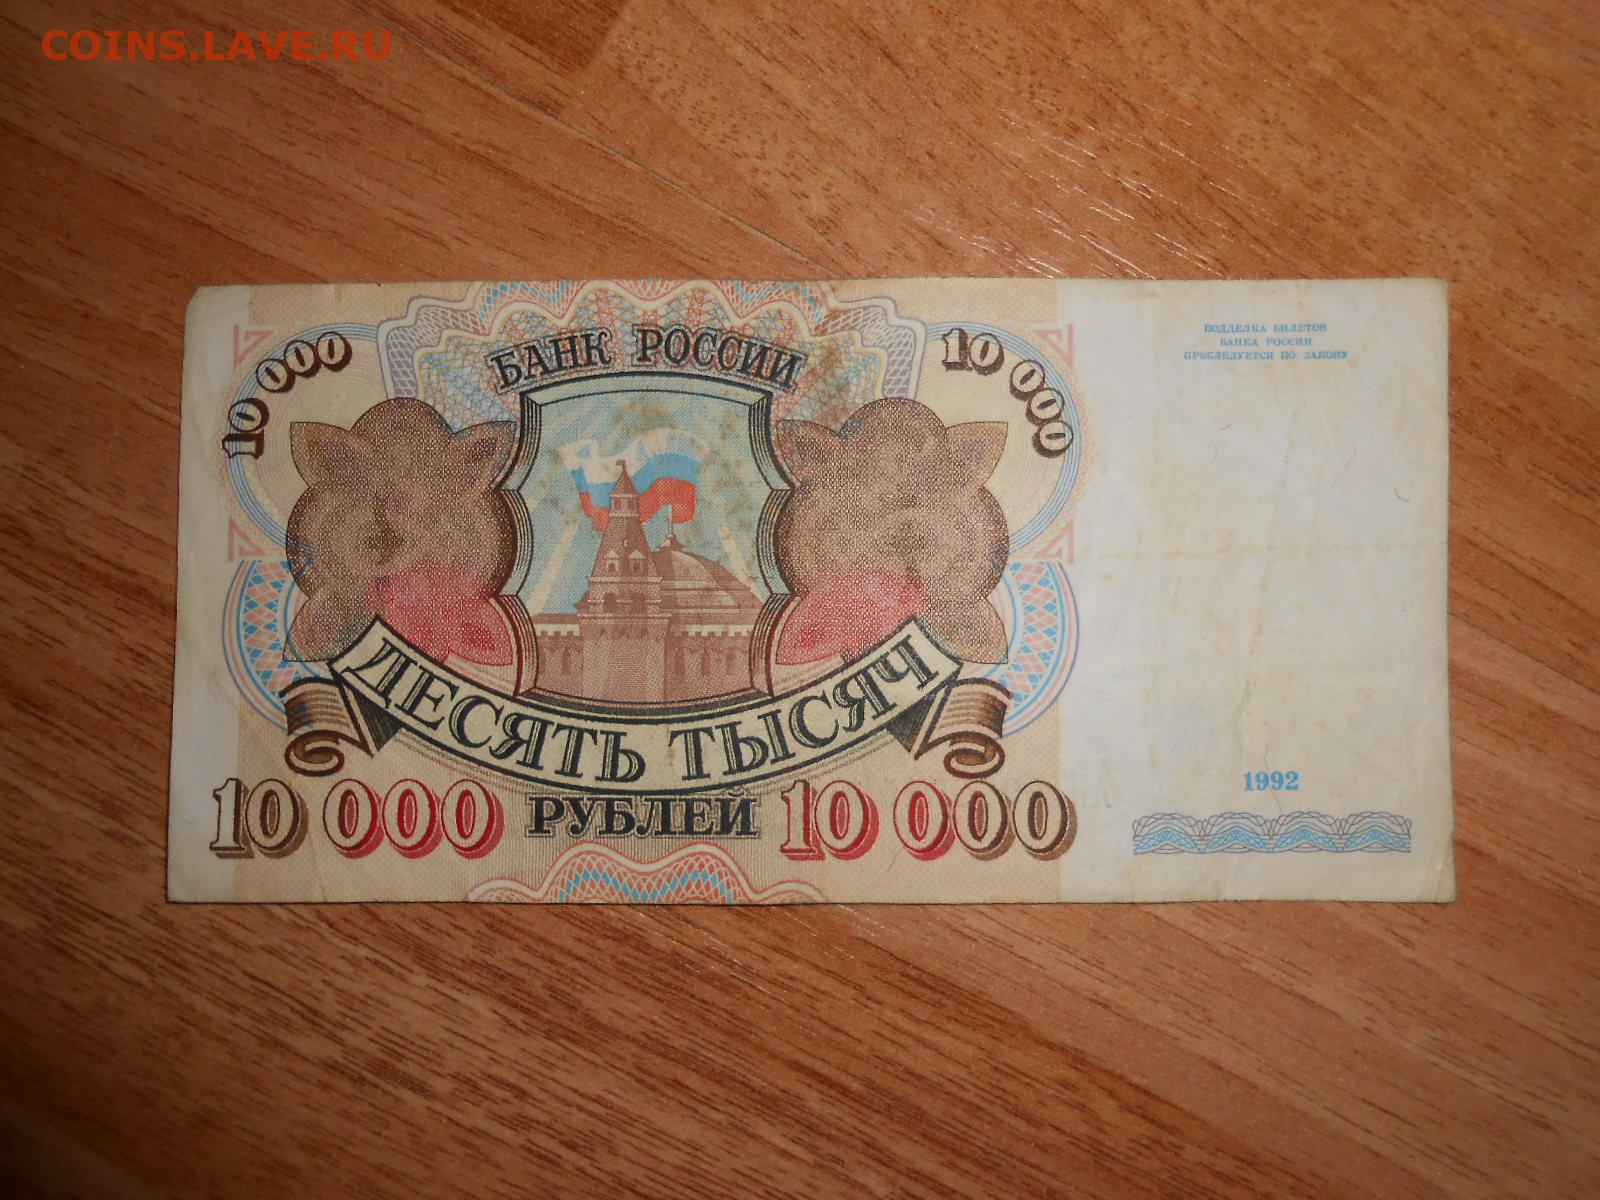 COINS.LAVE.RU
10 000
БАНК РОССИИ
10 000
ДЕСЯТЬ ТЫСЯЧ
10 000 РУБЛЕЙ 10 000
ПОДДЕЛКА БИЛЕТОВ
БАНКА РОССИИ
ПРЕСЛЕДУЕТСЯ ПО ЗАКОНУ
1992